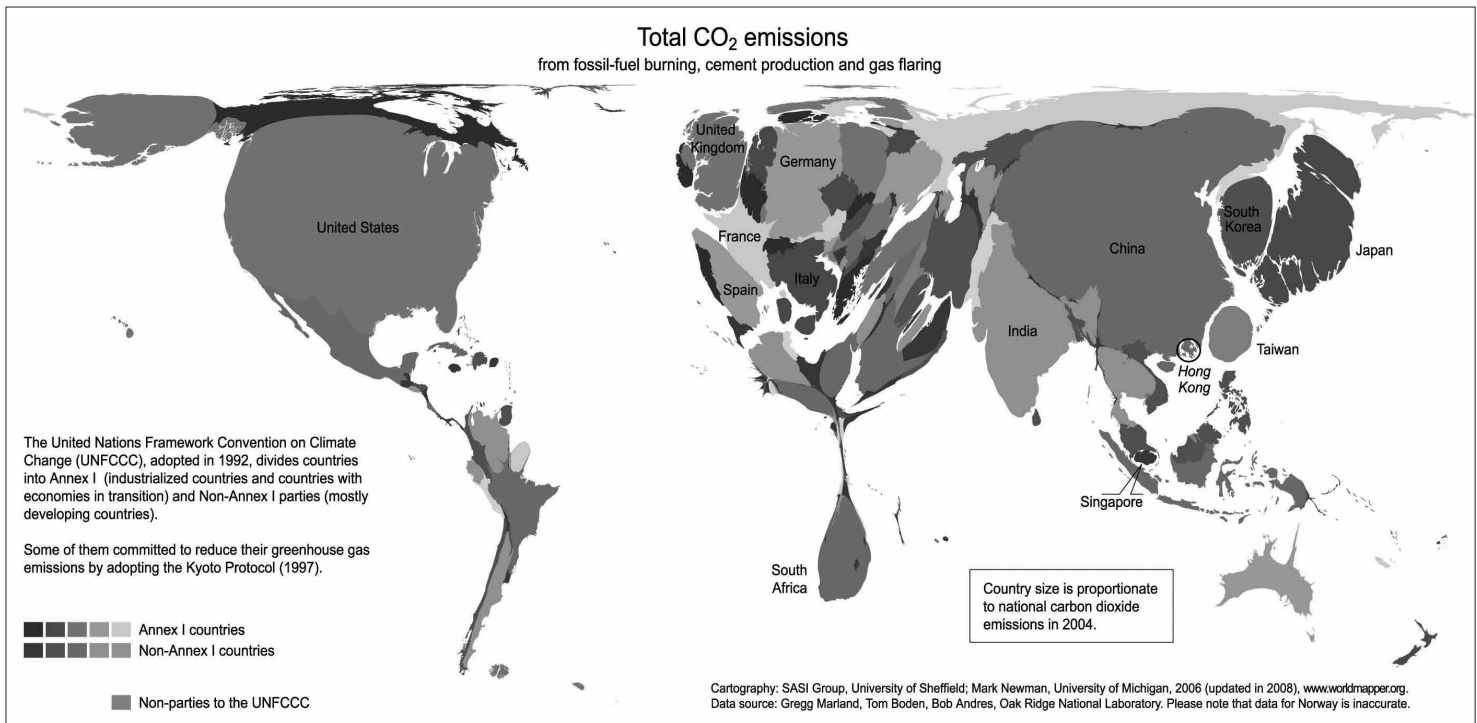 Total CO₂ emissions
from fossil-fuel burning, cement production and gas flaring
United
Kingdom
Germany
United States
France
Spain
Italy
China
South
Korea
Japan
India
Taiwan
Hong
Kong
Singapore
South
Africa
The United Nations Framework Convention on Climate
Change (UNFCCC), adopted in 1992, divides countries
into Annex I (industrialized countries and countries with
economies in transition) and Non-Annex I parties (mostly
developing countries).
Some of them committed to reduce their greenhouse gas
emissions by adopting the Kyoto Protocol (1997).
Annex I countries
Non-Annex I countries
Non-parties to the UNFCCC
Country size is proportionate
to national carbon dioxide
emissions in 2004.
Cartography: SASI Group, University of Sheffield; Mark Newman, University of Michigan, 2006 (updated in 2008), www.worldmapper.org.
Data source: Gregg Marland, Tom Boden, Bob Andres, Oak Ridge National Laboratory. Please note that data for Norway is inaccurate.